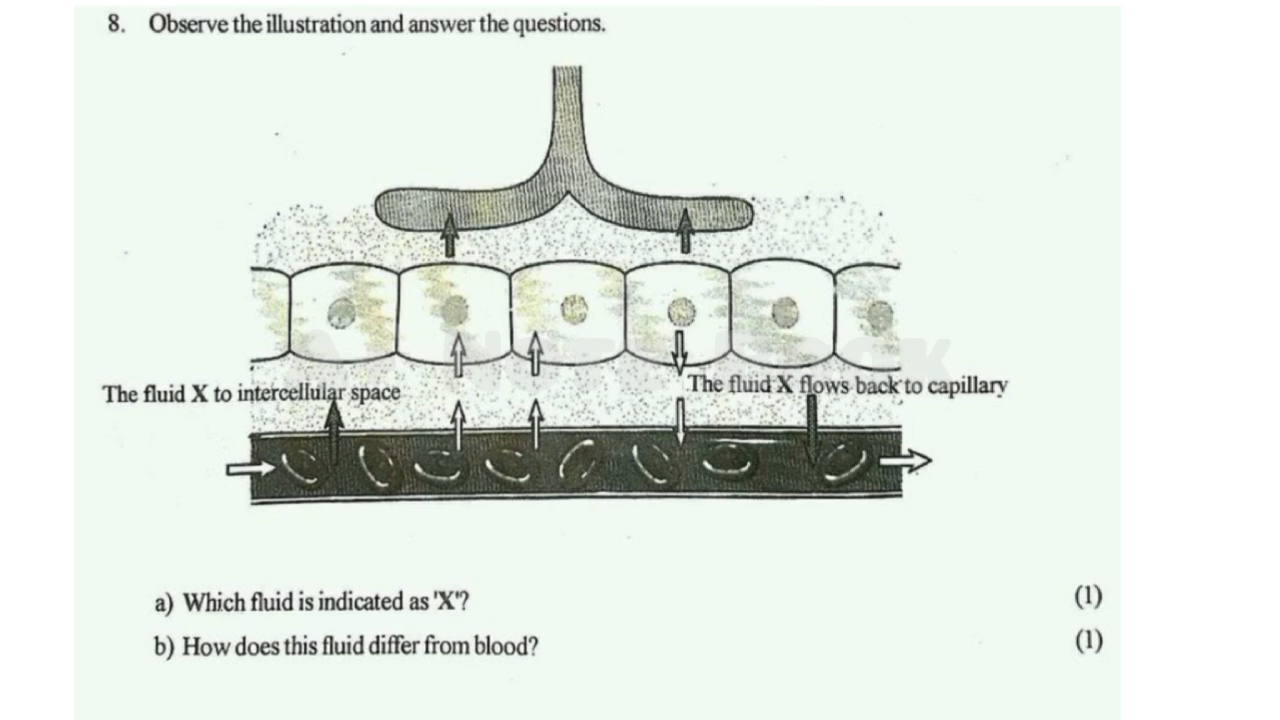 8. Observe the illustration and answer the questions.
The fluid X to intercellular space
The fluid X flows back to capillary
a) Which fluid is indicated as 'X'? (1)
b) How does this fluid differ from blood? (1)